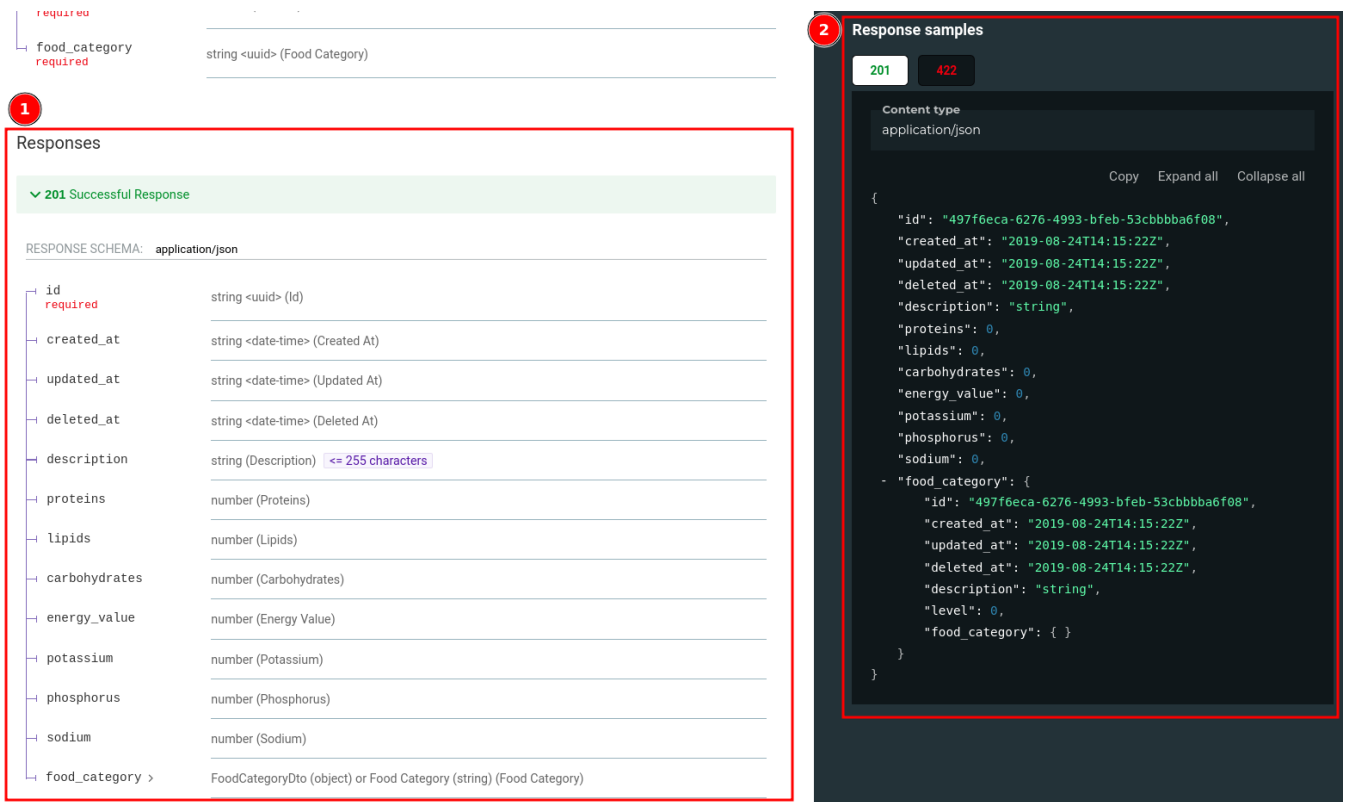 required
food_category
required
string <uuid> (Food Category)
1
Responses
201 Successful Response
RESPONSE SCHEMA: application/json
id
required
string <uuid> (Id)
created_at string <date-time> (Created At)
updated_at string <date-time> (Updated At)
deleted_at string <date-time> (Deleted At)
description string (Description) <= 255 characters
proteins number (Proteins)
lipids number (Lipids)
carbohydrates number (Carbohydrates)
energy_value number (Energy Value)
potassium number (Potassium)
phosphorus number (Phosphorus)
sodium number (Sodium)
food_category > FoodCategoryDto (object) or Food Category (string) (Food Category)
2
Response samples
201 422
Content type
application/json
Copy Expand all Collapse all
{
"id": "497f6eca-6276-4993-bfeb-53cbbbba6f08",
"created_at": "2019-08-24T14:15:22Z",
"updated_at": "2019-08-24T14:15:22Z",
"deleted_at": "2019-08-24T14:15:22Z",
"description": "string",
"proteins": 0,
"lipids": 0,
"carbohydrates": 0,
"energy_value": 0,
"potassium": 0,
"phosphorus": 0,
"sodium": 0,
- "food_category": {
"id": "497f6eca-6276-4993-bfeb-53cbbbba6f08",
"created_at": "2019-08-24T14:15:22Z",
"updated_at": "2019-08-24T14:15:22Z",
"deleted_at": "2019-08-24T14:15:22Z",
"description": "string",
"level": 0,
"food_category": { }
}
}